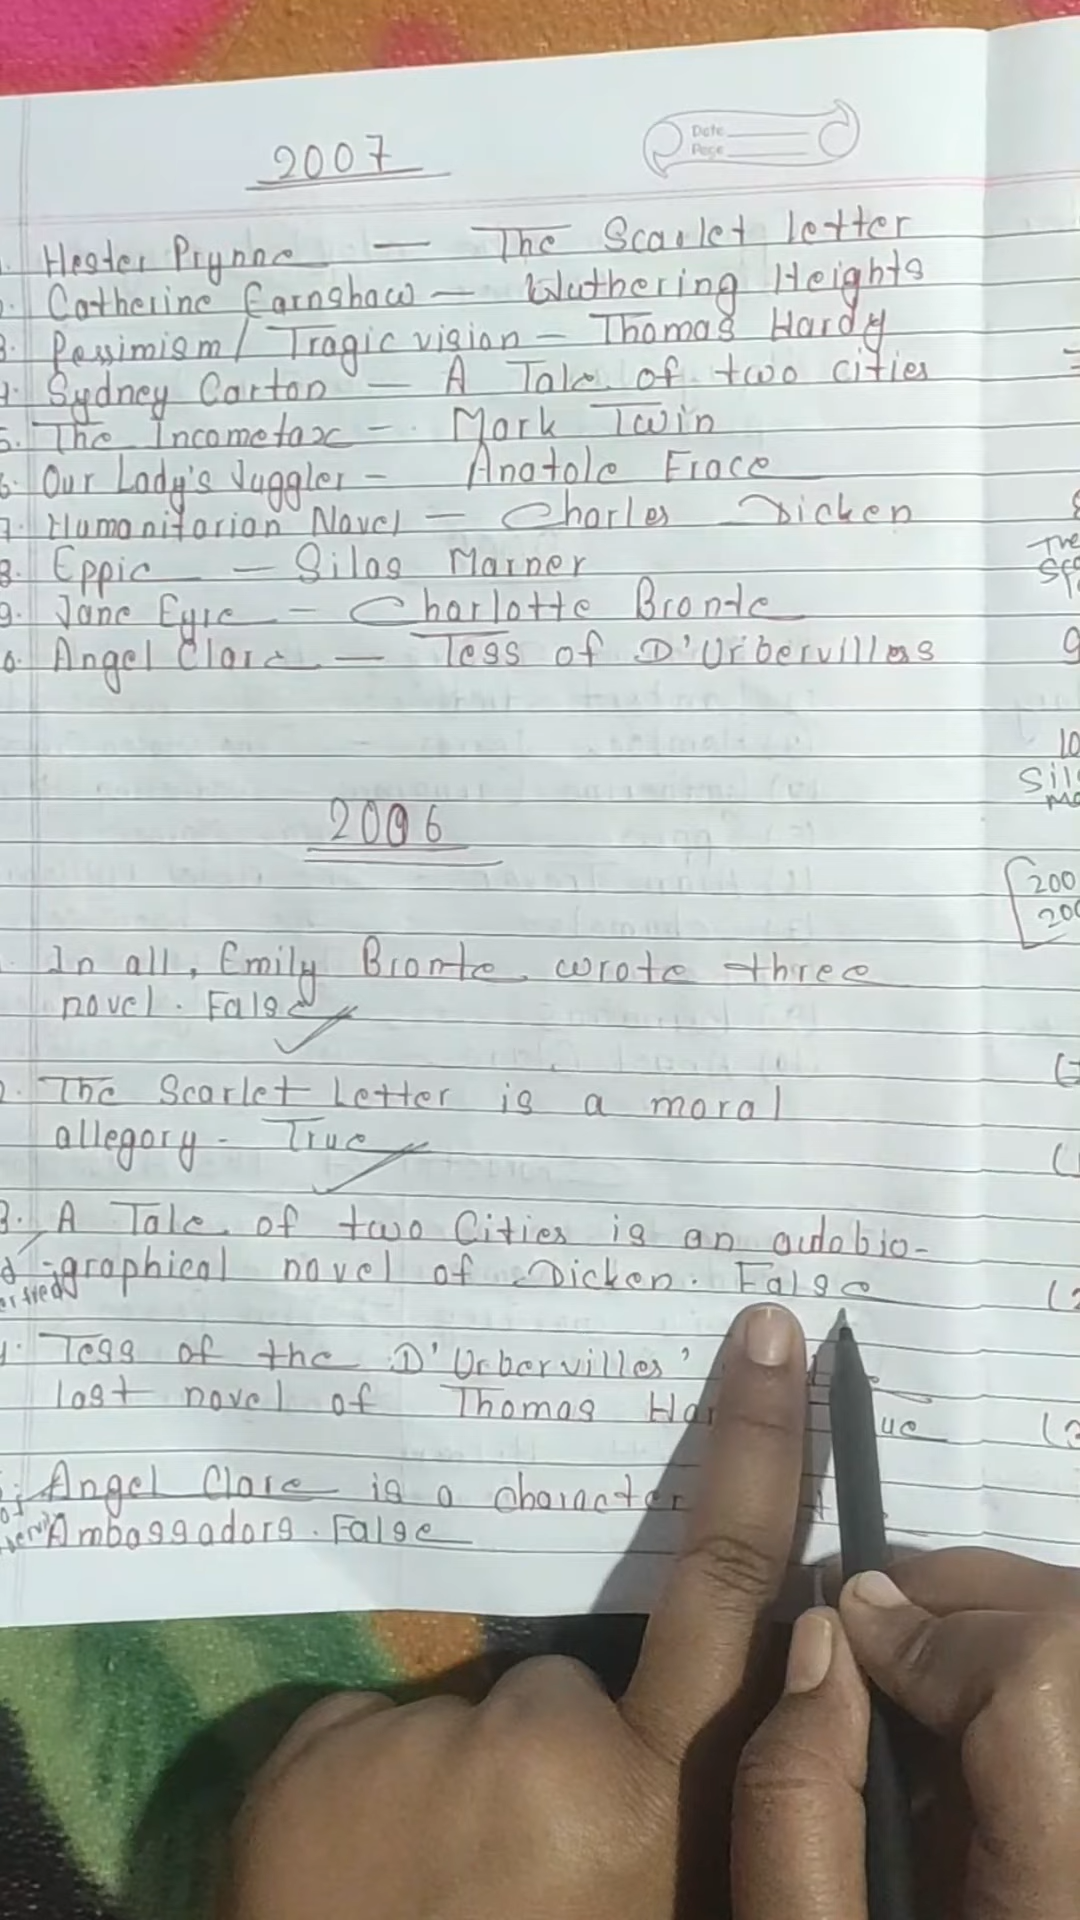 2007
Date
Page
Hester Prynne — The Scarlet letter
Catherine Earnshaw — Wuthering Heights
3. Pessimism / Tragic vision — Thomas Hardy
4. Sydney Carton — A Tale of two cities
5. The Incometax - Mark Twin
6. Our Lady's Juggler - Anatole Frace
7. Humanitarian Novel — Charles Dicken
8. Eppie — Silas Marner
9. Jane Eyre - Charlotte Bronte
Angel Clare — Tess of D'Urbervilles
2006
In all, Emily Bronte wrote three
novel. False
2. The Scarlet Letter is a moral
allegory - True
3. A Tale of two Cities is an autobio-
-graphical novel of Dicken. False
4. Tess of the D'Urbervilles'
last novel of Thomas
Angel Clare is a character
Ambassadors. False
10